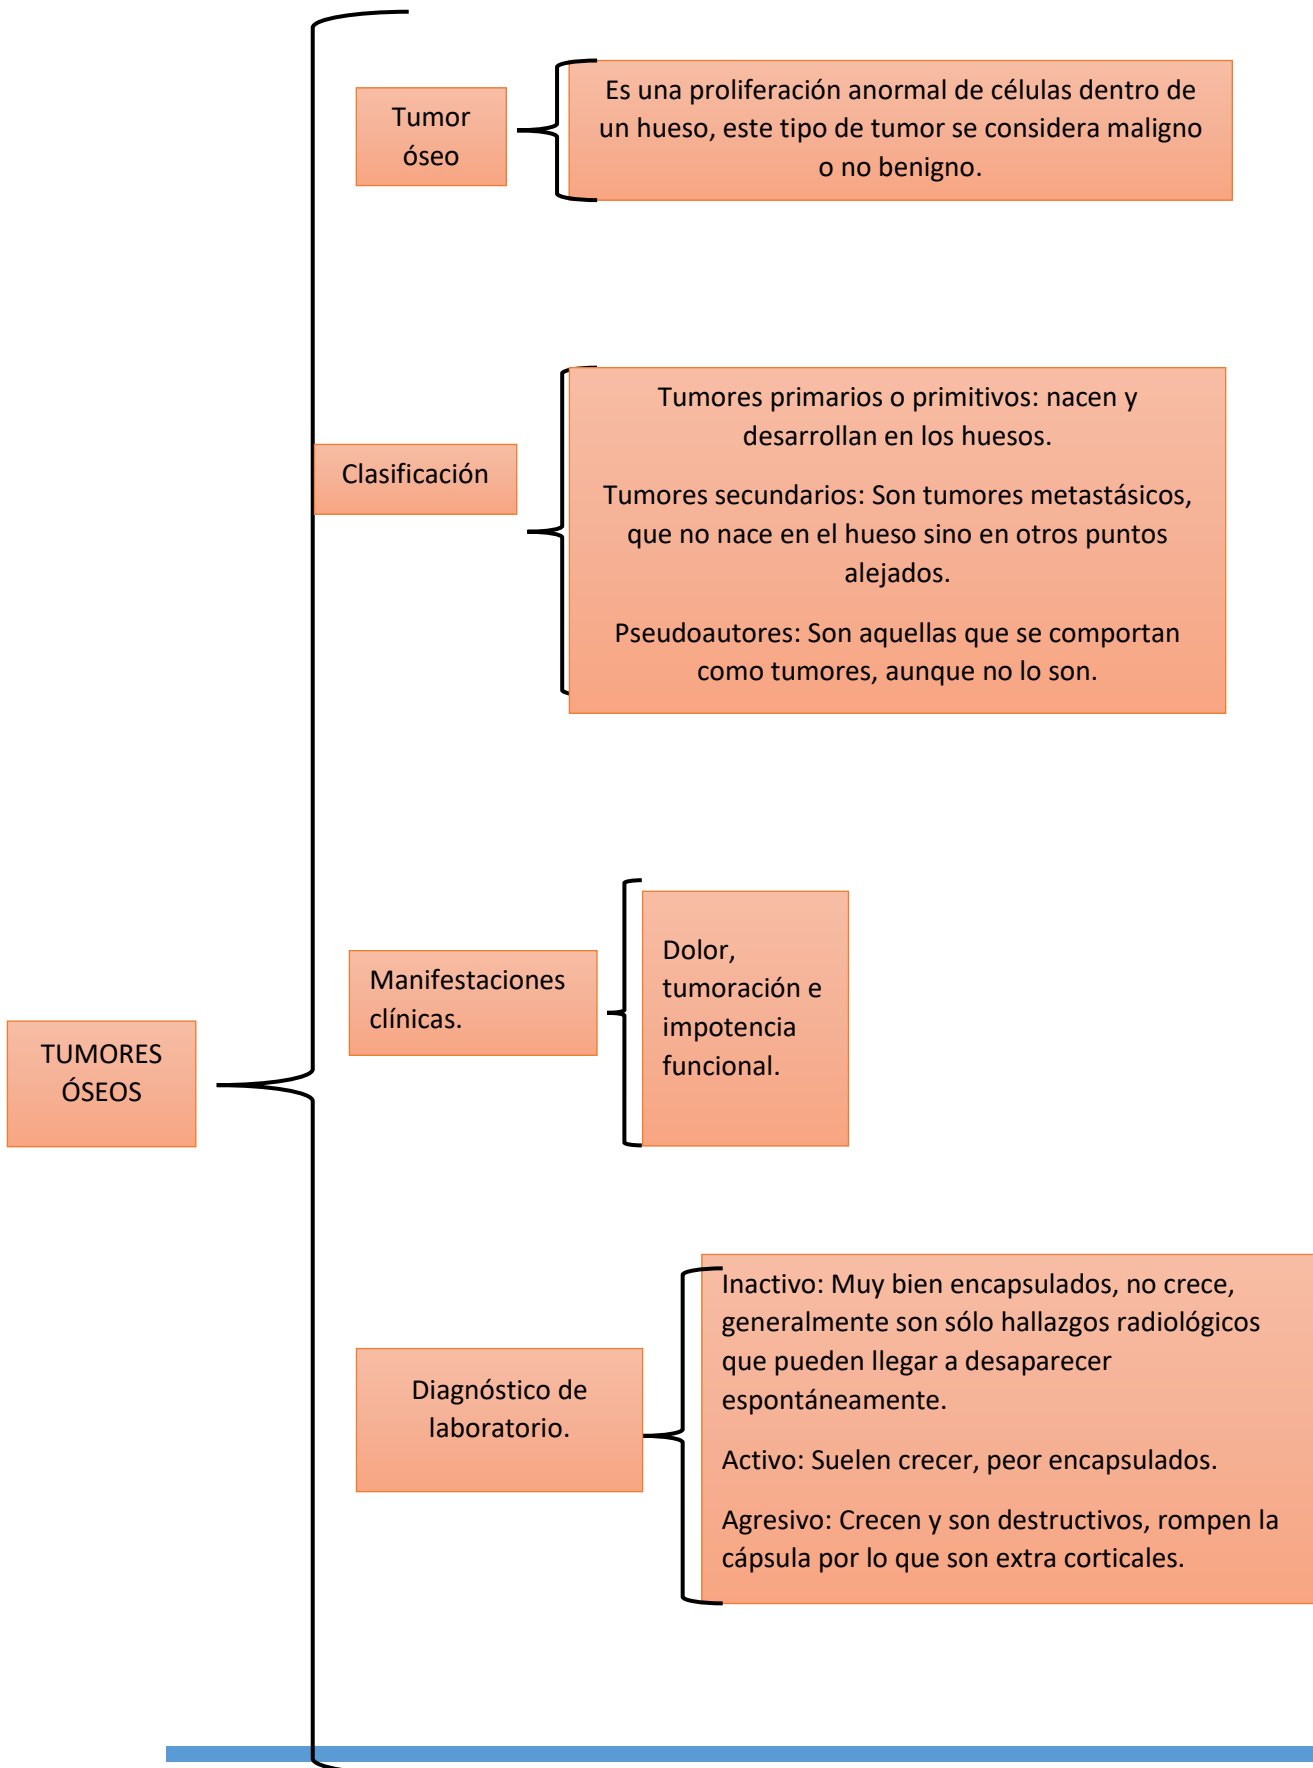 Tumor
óseo
Es una proliferación anormal de células dentro de
un hueso, este tipo de tumor se considera maligno
o no benigno.
Clasificación
Tumores primarios o primitivos: nacen y
desarrollan en los huesos.
Tumores secundarios: Son tumores metastásicos,
que no nace en el hueso sino en otros puntos
alejados.
Pseudoautores: Son aquellas que se comportan
como tumores, aunque no lo son.
TUMORES
ÓSEOS
Manifestaciones
clínicas.
Dolor,
tumoración e
impotencia
funcional.
Diagnóstico de
laboratorio.
Inactivo: Muy bien encapsulados, no crece,
generalmente son sólo hallazgos radiológicos
que pueden llegar a desaparecer
espontáneamente.
Activo: Suelen crecer, peor encapsulados.
Agresivo: Crecen y son destructivos, rompen la
cápsula por lo que son extra corticales.